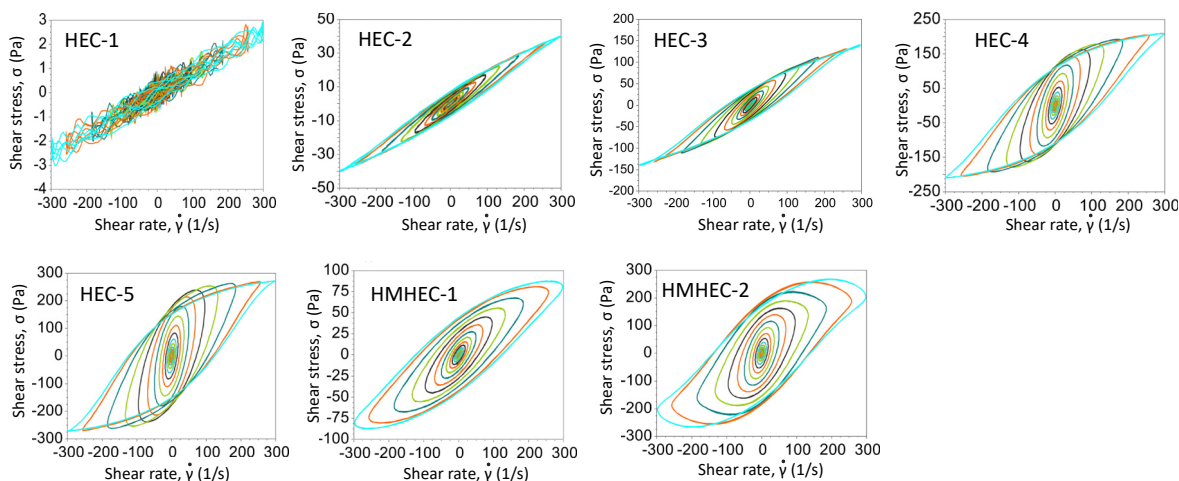 HEC-1
Shear stress, σ (Pa)
3
2
1
0
-1
-2
3
4
-300 -200 -100 0 100 200 300
Shear rate, γ̇ (1/s)
HEC-2
Shear stress, σ (Pa)
50
30
10
-10
-30
50
-300 -200 -100 0 100 200 300
Shear rate, γ̇ (1/s)
HEC-3
Shear stress, σ (Pa)
200
150
100
50
0
-50
-100
-150
200
-300 -200 -100 0 100 200 300
Shear rate, γ̇ (1/s)
HEC-4
Shear stress, σ (Pa)
250
150
50
-50
-150
-250
-300 -200 -100 0 100 200 300
Shear rate, γ̇ (1/s)
HEC-5
Shear stress, σ (Pa)
300
200
100
0
-100
-200
-300
-300 -200 -100 0 100 200 300
Shear rate, γ̇ (1/s)
HMHEC-1
Shear stress, σ (Pa)
100
75
50
25
0
-25
-50
-75
-100
-300 -200 -100 0 100 200 300
Shear rate, γ̇ (1/s)
HMHEC-2
Shear stress, σ (Pa)
300
200
100
0
-100
-200
-300
-300 -200 -100 0 100 200 300
Shear rate, γ̇ (1/s)